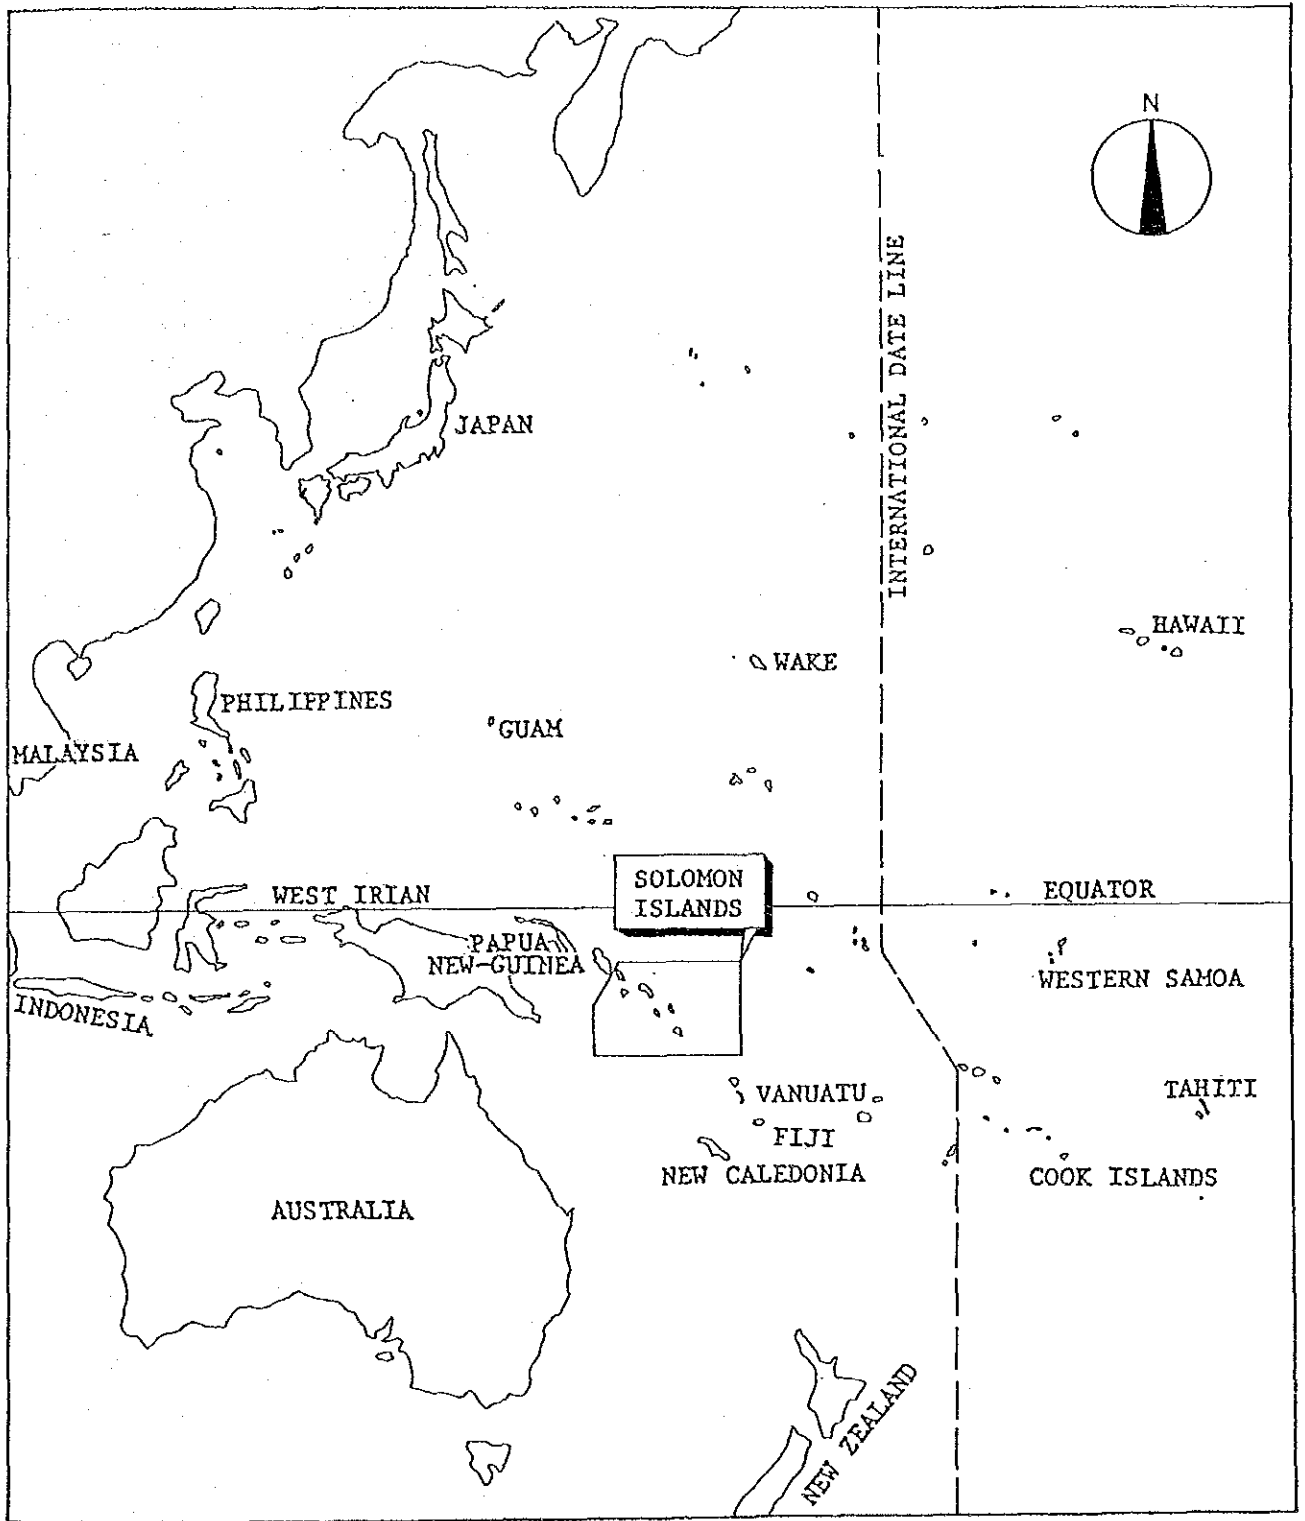 N
INTERNATIONAL DATE LINE
JAPAN
HAWAII
WAKE
PHILIPPINES
GUAM
MALAYSIA
SOLOMON
ISLANDS
WEST IRIAN
EQUATOR
PAPUA
NEW-GUINEA
WESTERN SAMOA
INDONESIA
TAHITI
VANUATU
FIJI
NEW CALEDONIA
COOK ISLANDS
AUSTRALIA
NEW ZEALAND